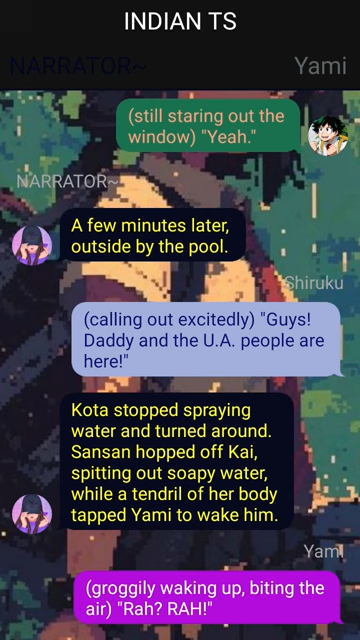 INDIAN TS
NARRATOR~
Yami
(still staring out the
window) "Yeah."
NARRATOR~
A few minutes later,
outside by the pool.
Shiruku
(calling out excitedly) "Guys!
Daddy and the U.A. people are
here!"
Kota stopped spraying
water and turned around.
Sansan hopped off Kai,
spitting out soapy water,
while a tendril of her body
tapped Yami to wake him.
Yami
(groggily waking up, biting the
air) "Rah? RAH!"